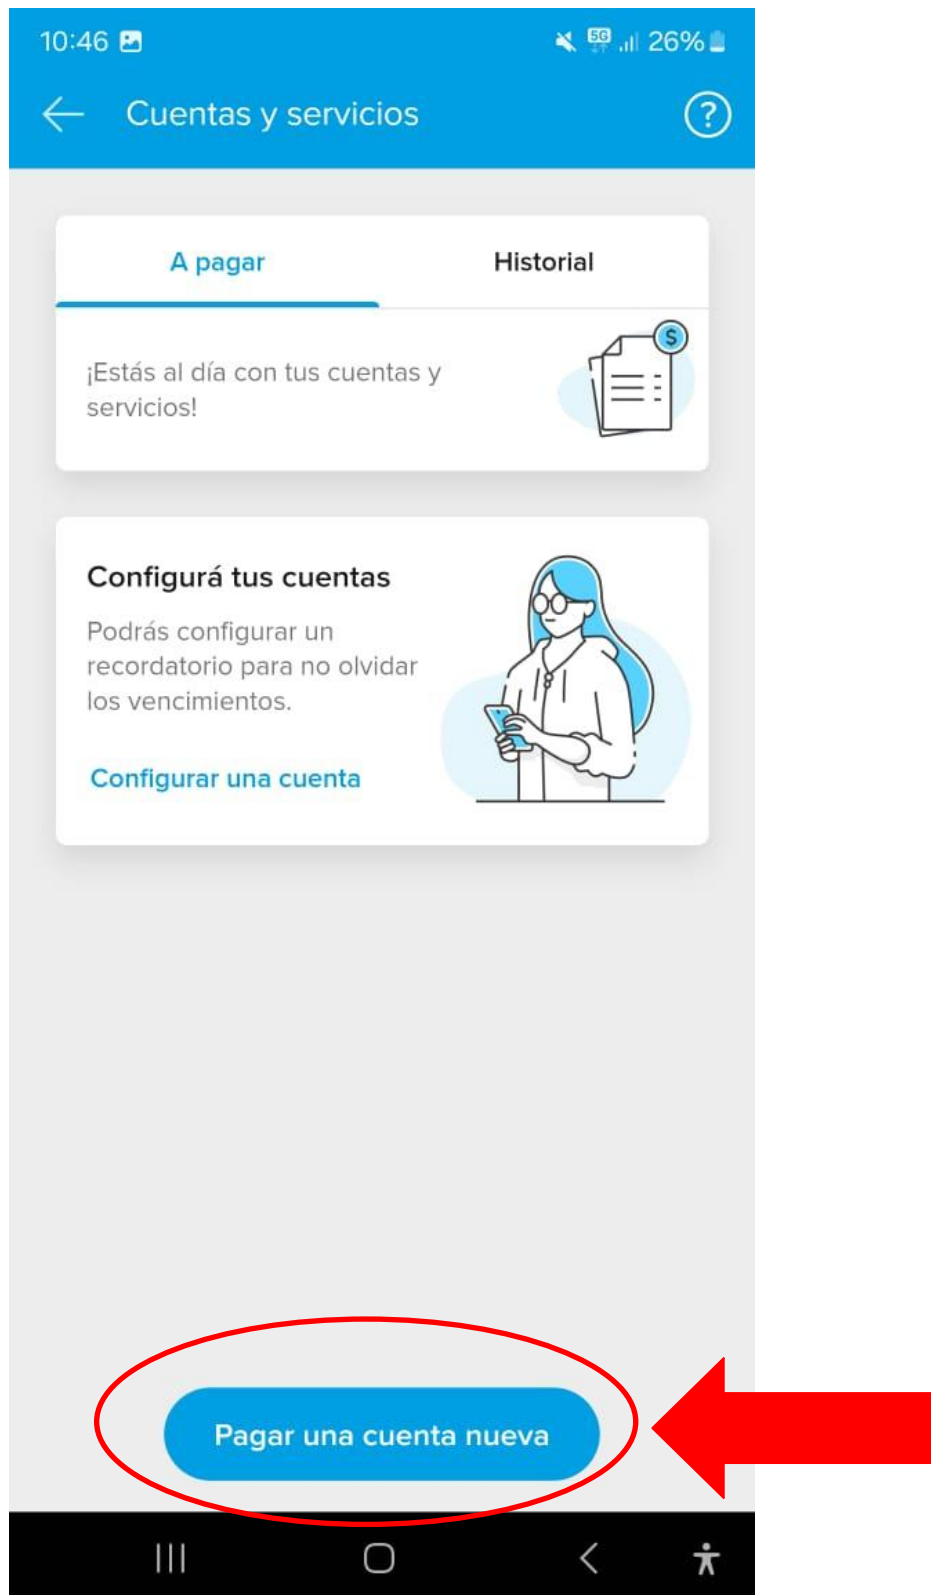 10:46
5G
26%
Cuentas y servicios
?
A pagar
Historial
¡Estás al día con tus cuentas y
servicios!
$
Configurá tus cuentas
Podrás configurar un
recordatorio para no olvidar
los vencimientos.
Configurar una cuenta
Pagar una cuenta nueva